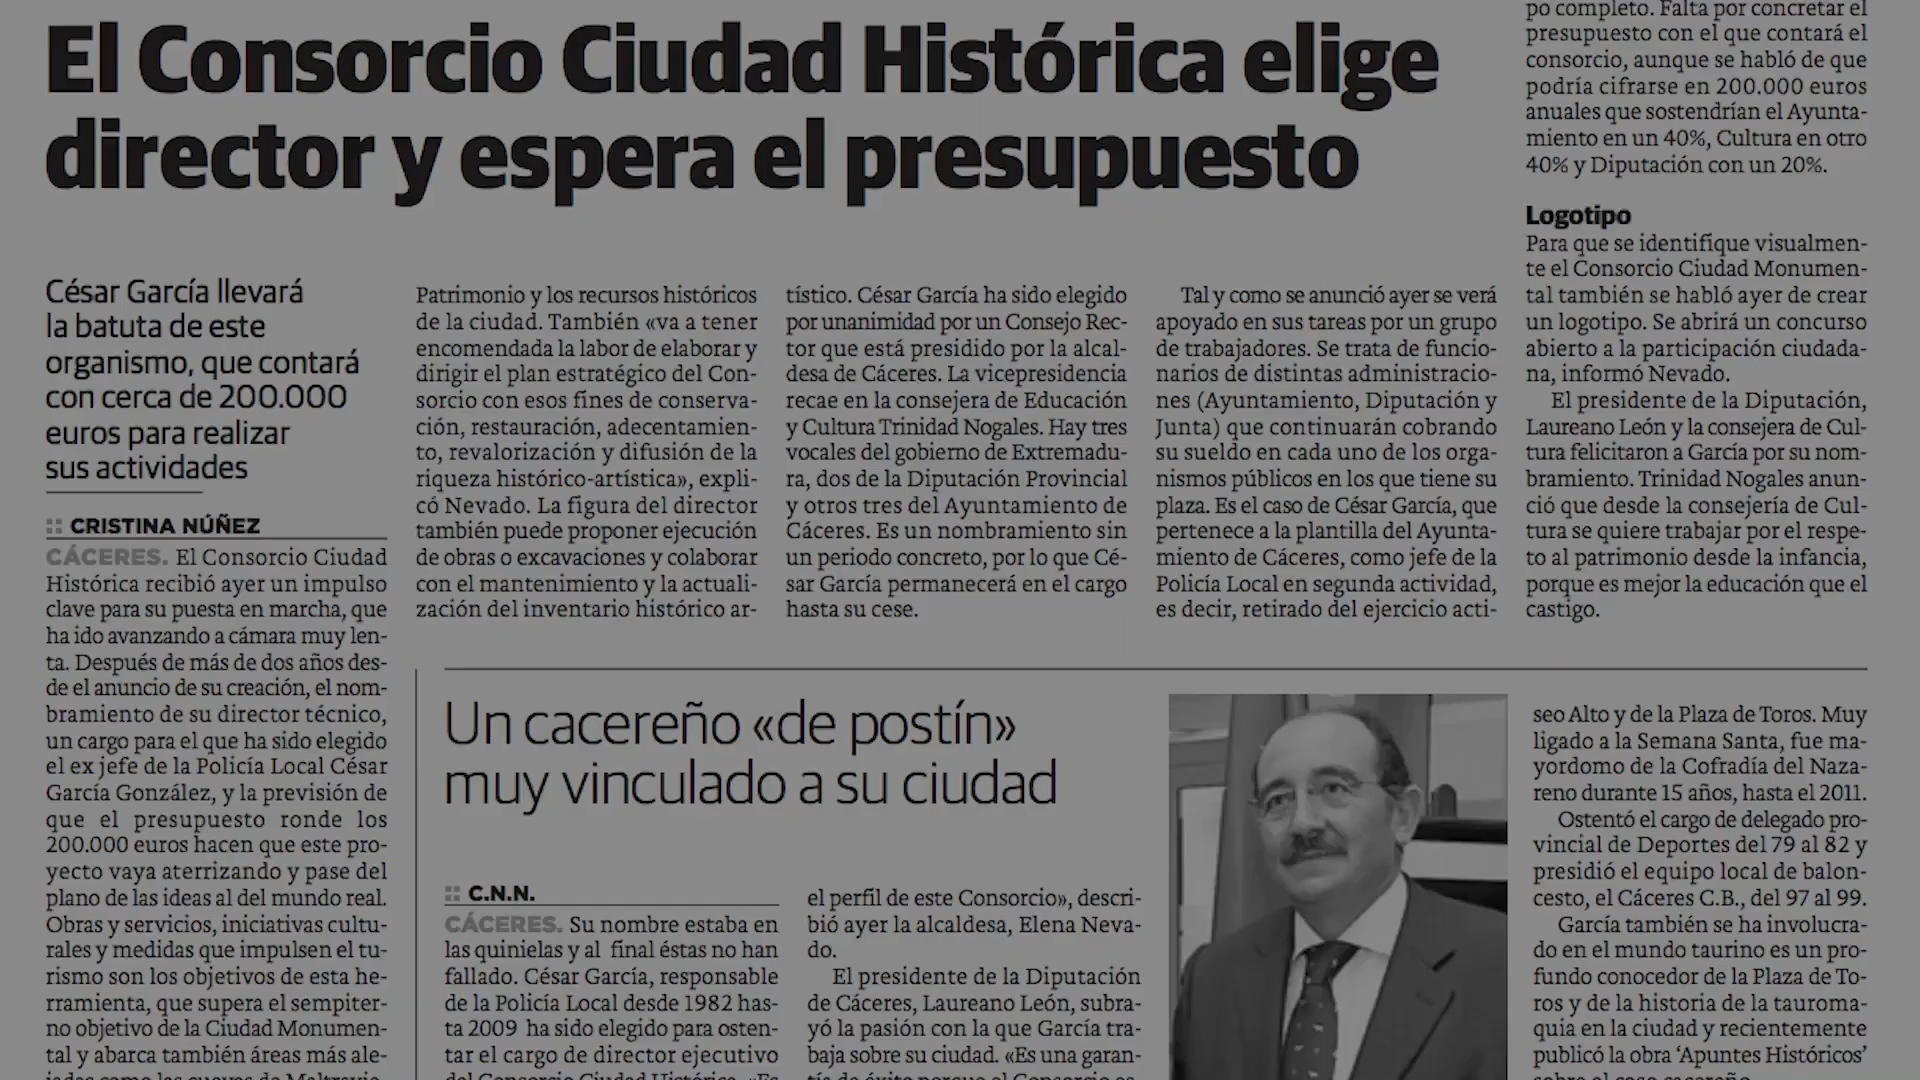 El Consorcio Ciudad Histórica elige
director y espera el presupuesto
César García llevará
la batuta de este
organismo, que contará
con cerca de 200.000
euros para realizar
sus actividades
CRISTINA NÚÑEZ
CÁCERES. El Consorcio Ciudad
Histórica recibió ayer un impulso
clave para su puesta en marcha, que
ha ido avanzando a cámara muy len-
ta. Después de más de dos años des-
de el anuncio de su creación, el nom-
bramiento de su director técnico,
un cargo para el que ha sido elegido
el ex jefe de la Policía Local César
García González, y la previsión de
que el presupuesto ronde los
200.000 euros hacen que este pro-
yecto vaya aterrizando y pase del
plano de las ideas al del mundo real.
Obras y servicios, iniciativas cultu-
rales y medidas que impulsen el tu-
rismo son los objetivos de esta he-
rramienta, que supera el sempiter-
no objetivo de la Ciudad Monumen-
tal y abarca también áreas más ale-
Patrimonio y los recursos históricos
de la ciudad. También «va a tener
encomendada la labor de elaborar y
dirigir el plan estratégico del Con-
sorcio con esos fines de conserva-
ción, restauración, adecentamien-
to, revalorización y difusión de la
riqueza histórico-artística», expli-
có Nevado. La figura del director
también puede proponer ejecución
de obras o excavaciones y colaborar
con el mantenimiento y la actuali-
zación del inventario histórico ar-
tístico. César García ha sido elegido
por unanimidad por un Consejo Rec-
tor que está presidido por la alcal-
desa de Cáceres. La vicepresidencia
recae en la consejera de Educación
y Cultura Trinidad Nogales. Hay tres
vocales del gobierno de Extremadu-
ra, dos de la Diputación Provincial
y otros tres del Ayuntamiento de
Cáceres. Es un nombramiento sin
un periodo concreto, por lo que Cé-
sar García permanecerá en el cargo
hasta su cese.
Tal y como se anunció ayer se verá
apoyado en sus tareas por un grupo
de trabajadores. Se trata de funcio-
narios de distintas administracio-
nes (Ayuntamiento, Diputación y
Junta) que continuarán cobrando
su sueldo en cada uno de los orga-
nismos públicos en los que tiene su
plaza. Es el caso de César García, que
pertenece a la plantilla del Ayunta-
miento de Cáceres, como jefe de la
Policía Local en segunda actividad,
es decir, retirado del ejercicio acti-
po completo. Falta por concretar el
presupuesto con el que contará el
consorcio, aunque se habló de que
podría cifrarse en 200.000 euros
anuales que sostendrían el Ayunta-
miento en un 40%, Cultura en otro
40% y Diputación con un 20%.
Logotipo
Para que se identifique visualmen-
te el Consorcio Ciudad Monumen-
tal también se habló ayer de crear
un logotipo. Se abrirá un concurso
abierto a la participación ciudada-
na, informó Nevado.
El presidente de la Diputación,
Laureano León y la consejera de Cul-
tura felicitaron a García por su nom-
bramiento. Trinidad Nogales anun-
ció que desde la consejería de Cul-
tura se quiere trabajar por el respe-
to al patrimonio desde la infancia,
porque es mejor la educación que el
castigo.
Un cacereño «de postín»
muy vinculado a su ciudad
C.N.N.
CÁCERES. Su nombre estaba en
las quinielas y al final éstas no han
fallado. César García, responsable
de la Policía Local desde 1982 has-
ta 2009 ha sido elegido para osten-
tar el cargo de director ejecutivo
del Consorcio Ciudad Histórica. «Es
el perfil de este Consorcio», descri-
bió ayer la alcaldesa, Elena Neva-
do.
El presidente de la Diputación
de Cáceres, Laureano León, subra-
yó la pasión con la que García tra-
baja sobre su ciudad. «Es una garan-
tía de éxito porque el Consorcio es-
seo Alto y de la Plaza de Toros. Muy
ligado a la Semana Santa, fue ma-
yordomo de la Cofradía del Naza-
reno durante 15 años, hasta el 2011.
Ostentó el cargo de delegado pro-
vincial de Deportes del 79 al 82 y
presidió el equipo local de balon-
cesto, el Cáceres C.B., del 97 al 99.
García también se ha involucra-
do en el mundo taurino es un pro-
fundo conocedor de la Plaza de To-
ros y de la historia de la tauroma-
quia en la ciudad y recientemente
publicó la obra 'Apuntes Históricos'